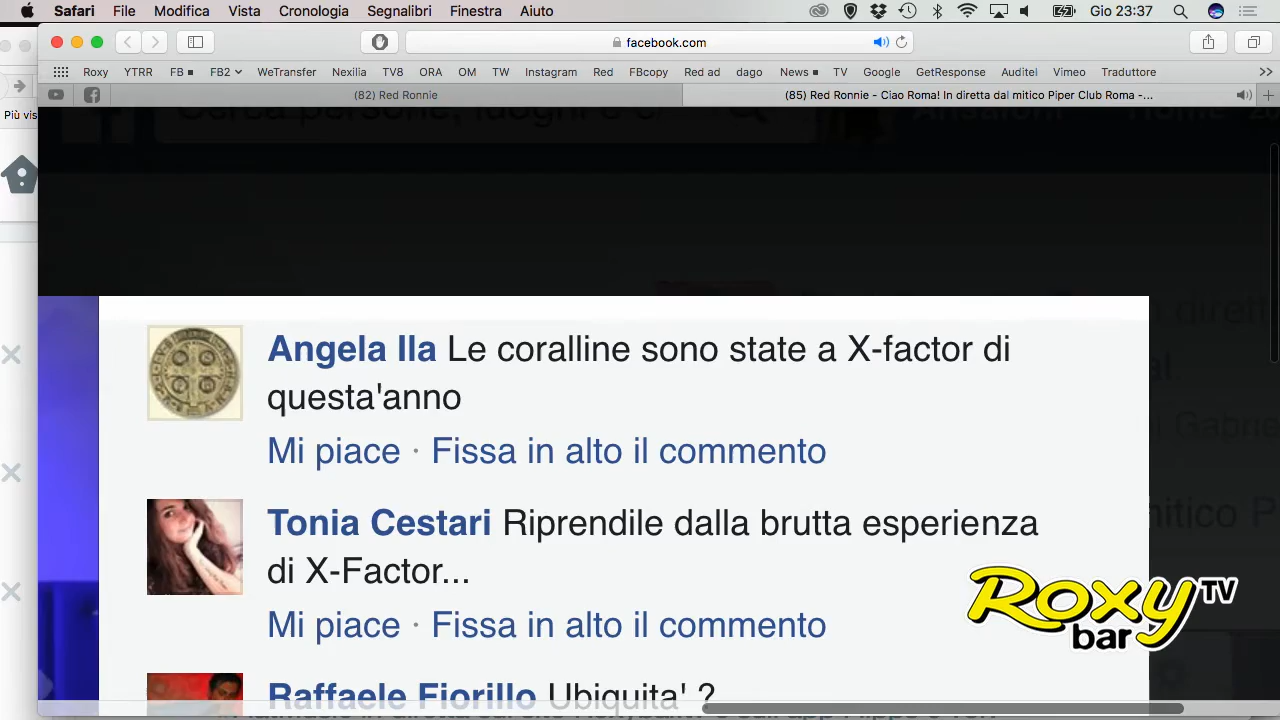 Safari File Modifica Vista Cronologia Segnalibri Finestra Aiuto Gio 23:37
facebook.com
Roxy YTRR FB FB2 WeTransfer Nexilia TV8 ORA OM TW Instagram Red FBcopy Red ad dago News TV Google GetResponse Auditel Vimeo Traduttore
(82) Red Ronnie (85) Red Ronnie - Ciao Roma! In diretta dal mitico Piper Club Roma -...
Più vis
Angela Ila Le coralline sono state a X-factor di
questa'anno
Mi piace · Fissa in alto il commento
Tonia Cestari Riprendile dalla brutta esperienza
di X-Factor...
Mi piace · Fissa in alto il commento
Raffaele Fiorillo Ubiquita' ?
Roxy TV
bar